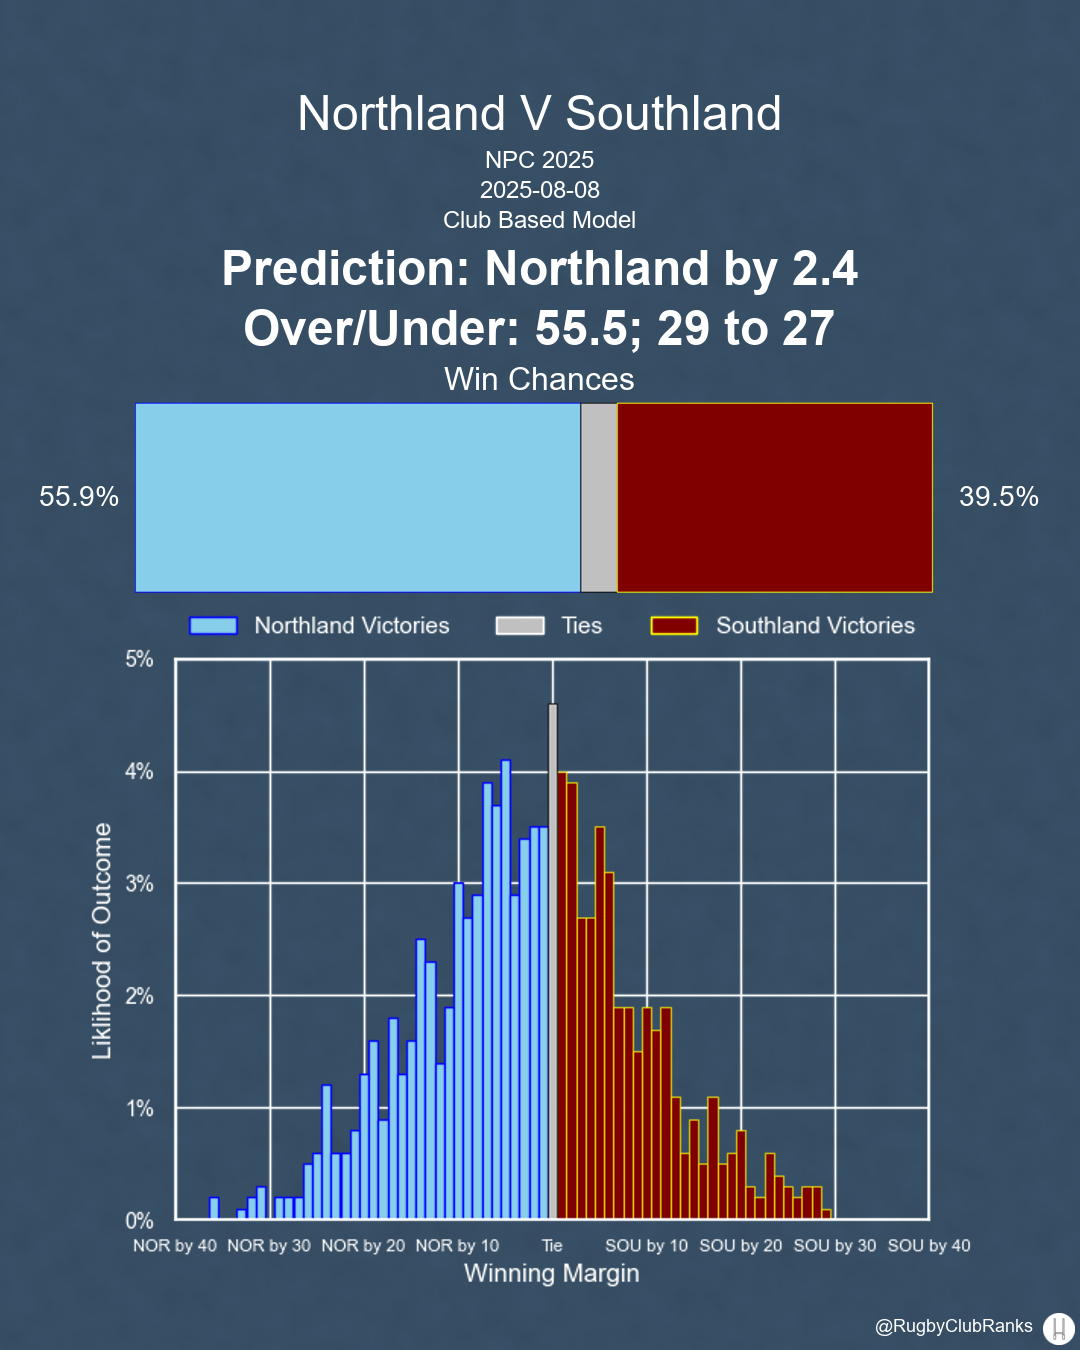 Northland V Southland
NPC 2025
2025-08-08
Club Based Model
Prediction: Northland by 2.4
Over/Under: 55.5; 29 to 27
Win Chances
55.9%
39.5%
Northland Victories
Ties
Southland Victories
5%
4%
3%
2%
1%
0%
Liklihood of Outcome
NOR by 40 NOR by 30 NOR by 20 NOR by 10 Tie SOU by 10 SOU by 20 SOU by 30 SOU by 40
Winning Margin
@RugbyClubRanks